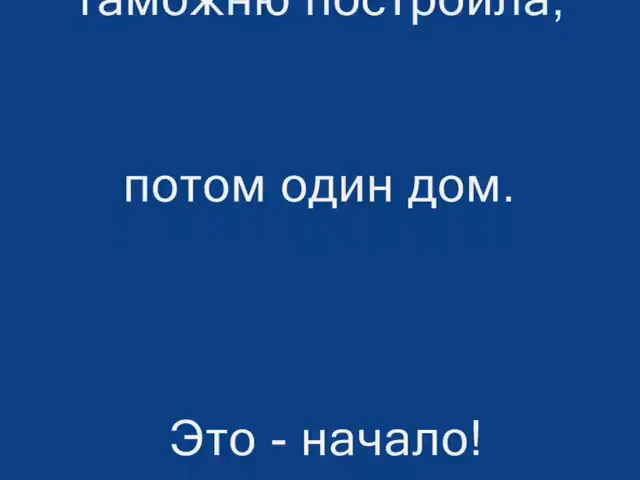 таможню построила,
потом один дом.
Это - начало!